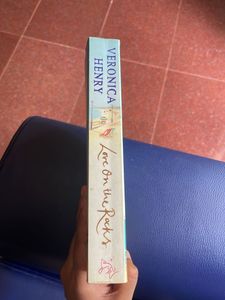 VERONICA
HENRY
Love on the Rocks